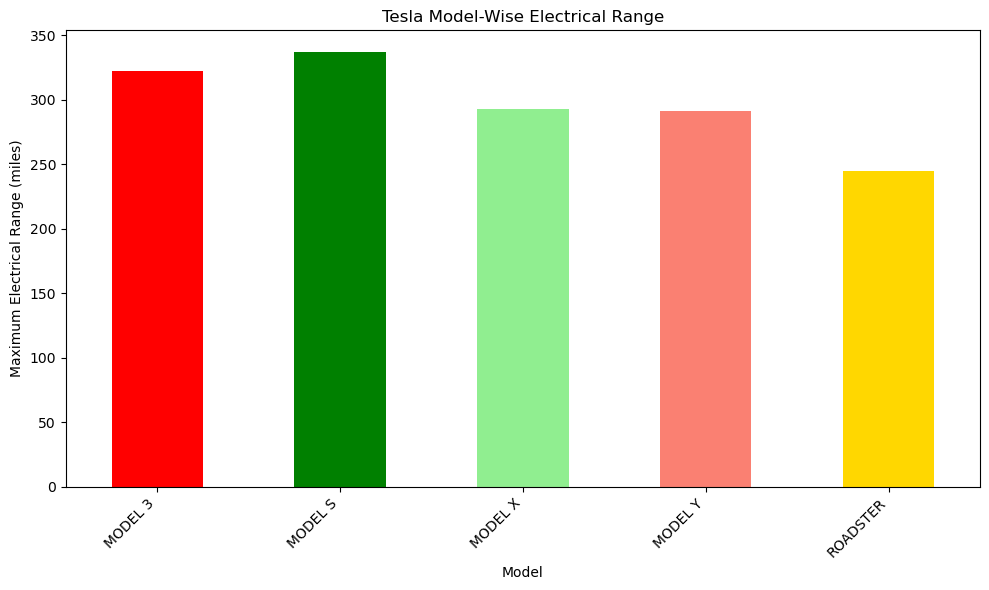 Tesla Model-Wise Electrical Range
Maximum Electrical Range (miles)
350
300
250
200
150
100
50
0
MODEL 3
MODEL S
MODEL X
MODEL Y
ROADSTER
Model